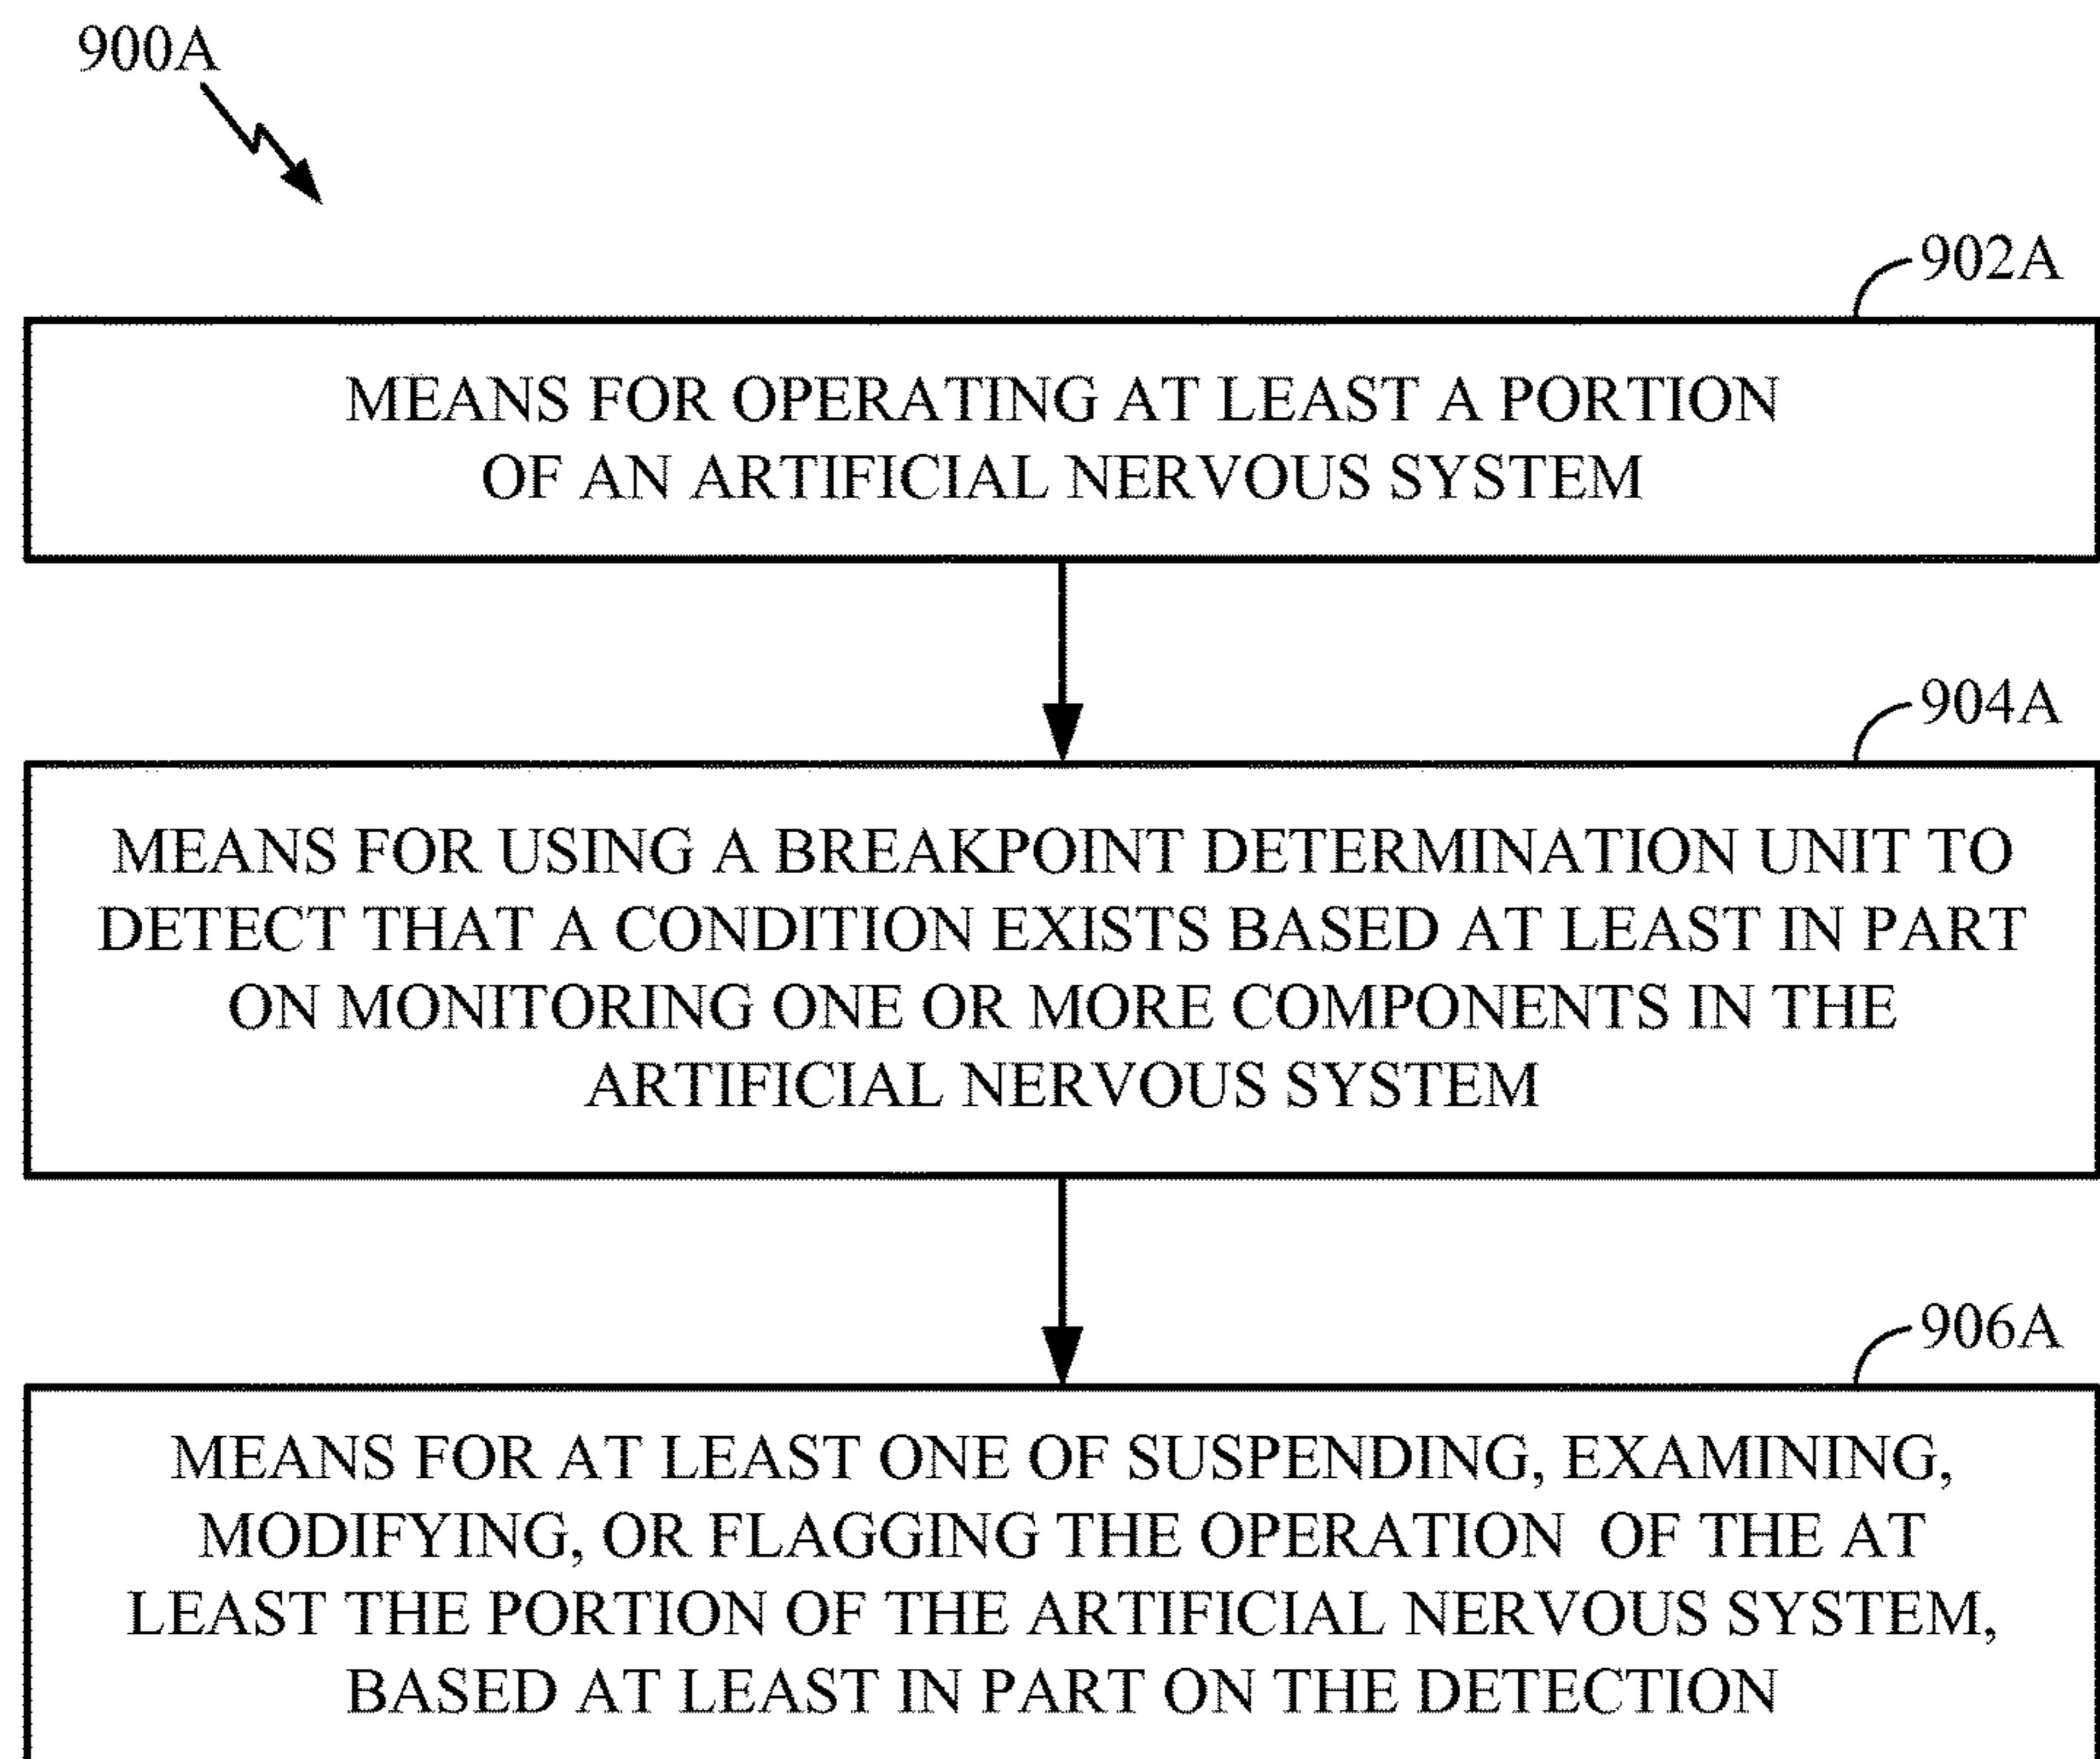 900A
902A
MEANS FOR OPERATING AT LEAST A PORTION
OF AN ARTIFICIAL NERVOUS SYSTEM
904A
MEANS FOR USING A BREAKPOINT DETERMINATION UNIT TO
DETECT THAT A CONDITION EXISTS BASED AT LEAST IN PART
ON MONITORING ONE OR MORE COMPONENTS IN THE
ARTIFICIAL NERVOUS SYSTEM
906A
MEANS FOR AT LEAST ONE OF SUSPENDING, EXAMINING,
MODIFYING, OR FLAGGING THE OPERATION OF THE AT
LEAST THE PORTION OF THE ARTIFICIAL NERVOUS SYSTEM,
BASED AT LEAST IN PART ON THE DETECTION